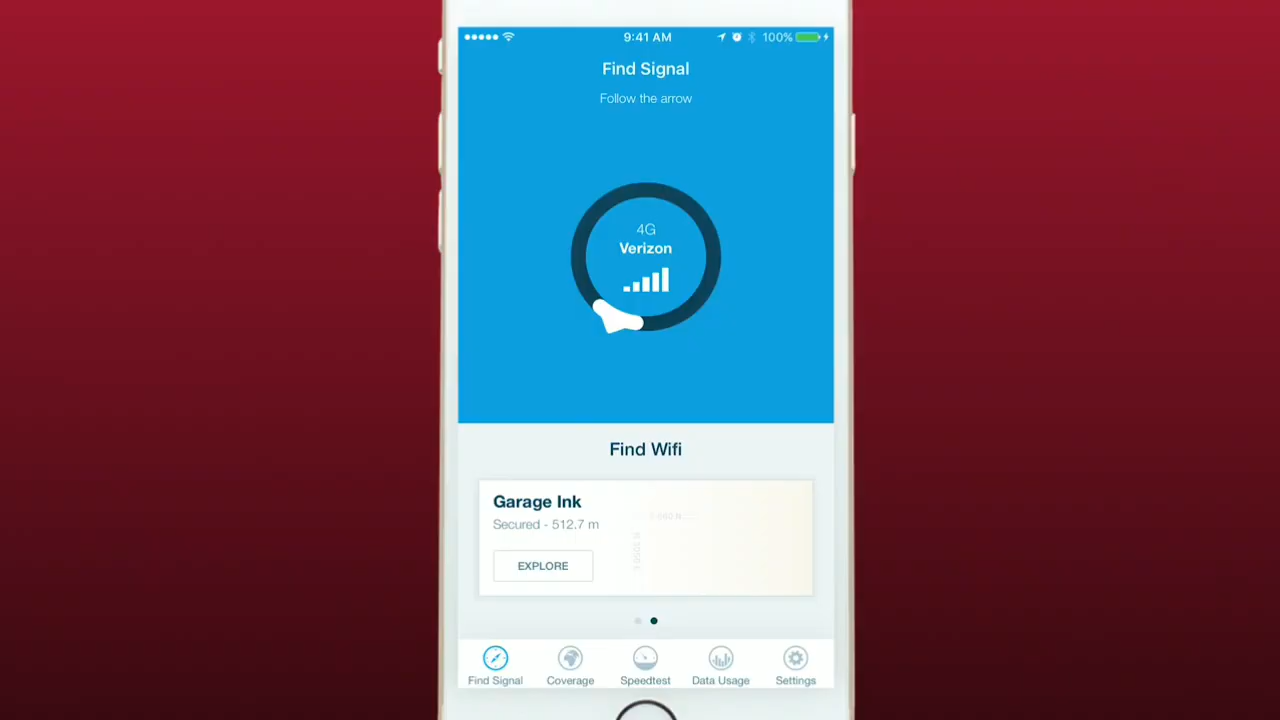 9:41 AM
100%
Find Signal
Follow the arrow
4G
Verizon
Find Wifi
Garage Ink
Secured - 512.7 m
EXPLORE
Find Signal
Coverage
Speedtest
Data Usage
Settings